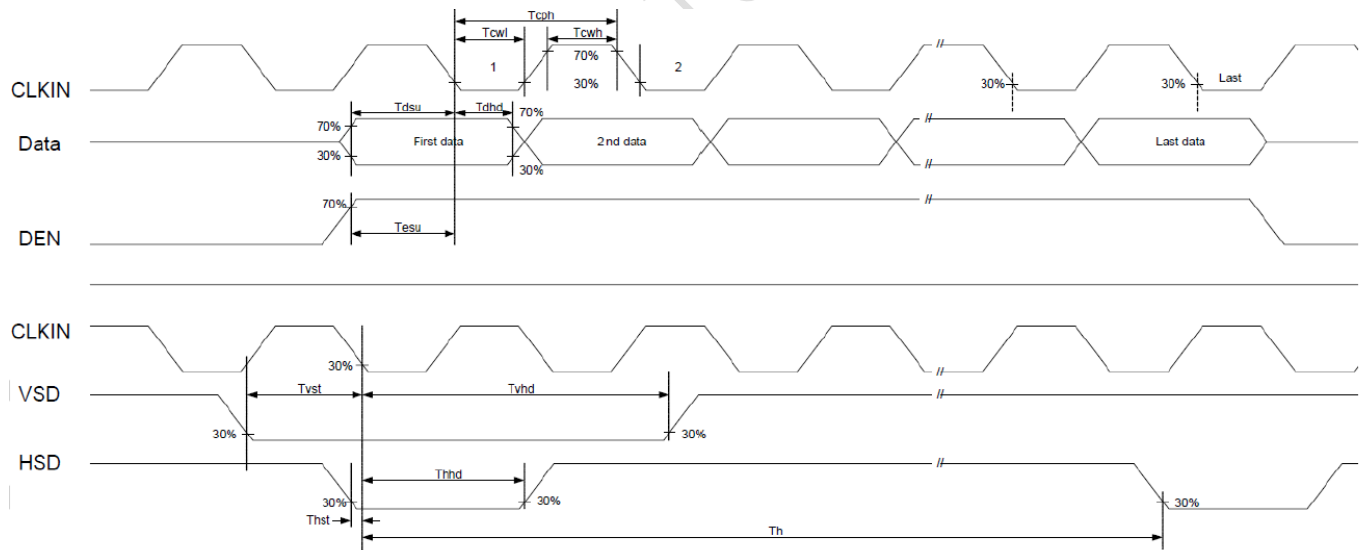 Tcph
Tcwl Tcwh
1 70% 2
30% 30% 30% Last
CLKIN
Tdsu Tdhd 70%
70%
Data First data 2nd data Last data
30% 30%
70%
DEN Tesu
CLKIN
30%
VSD Tvst Tvhd
30% 30%
HSD
Thhd
30% 30% 30%
Thst
Th